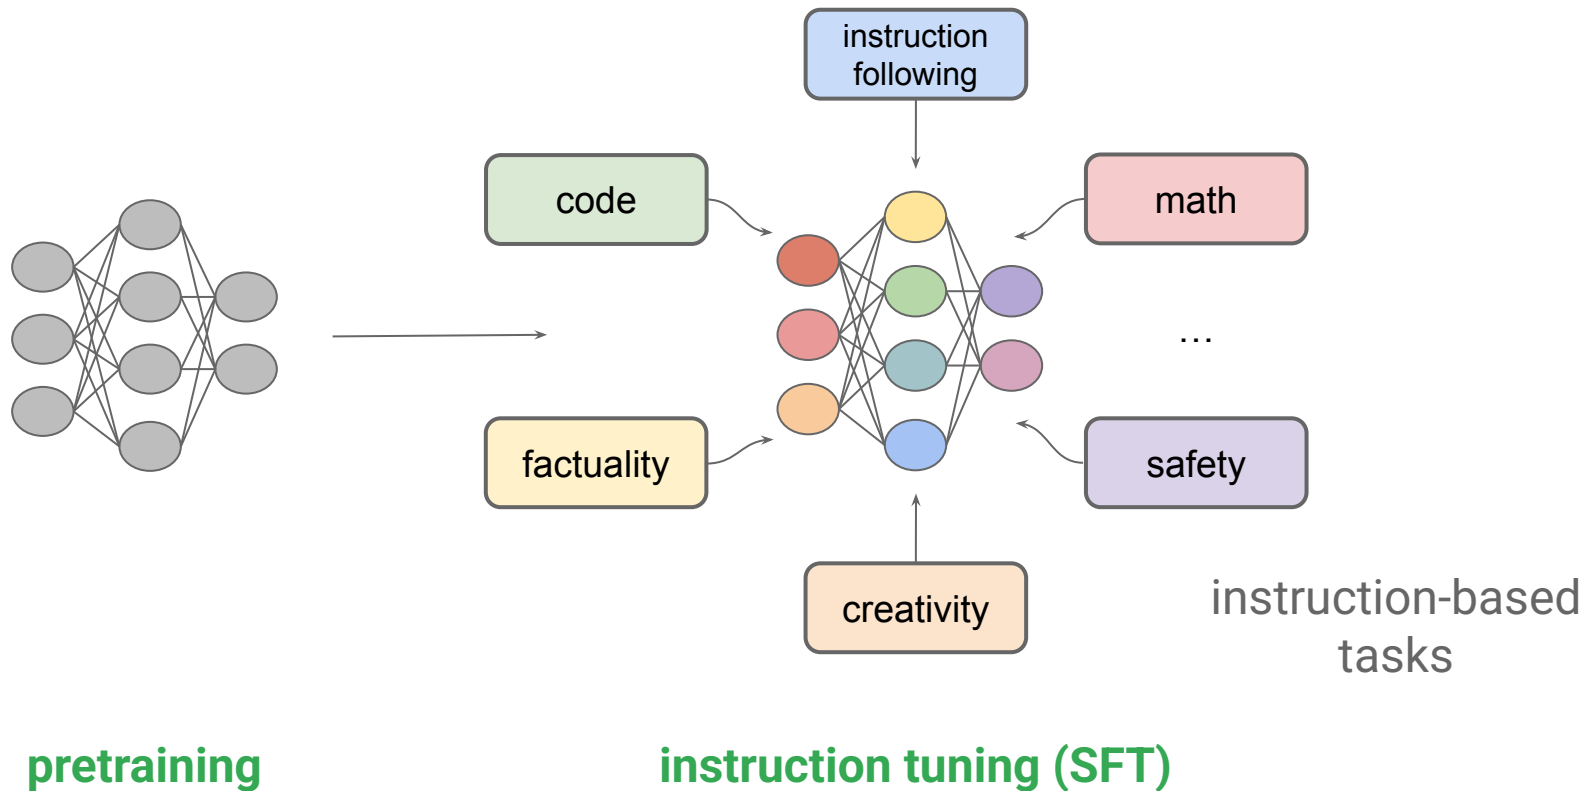 instruction
following
code
math
…
factuality
safety
creativity
instruction-based
tasks
pretraining
instruction tuning (SFT)